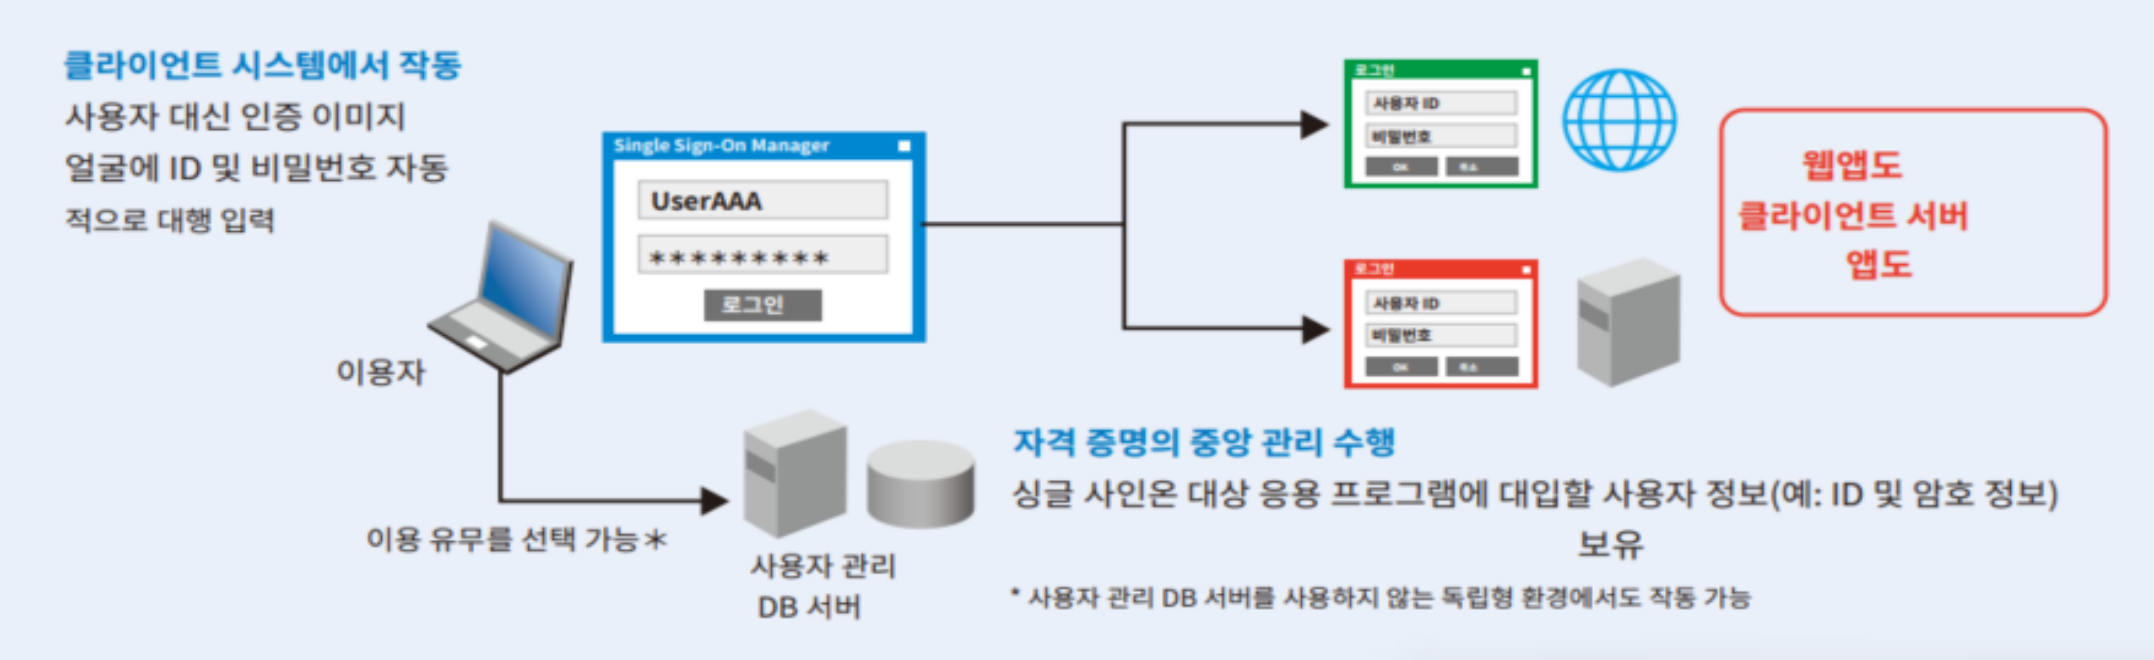 클라이언트 시스템에서 작동
사용자 대신 인증 이미지
얼굴에 ID 및 비밀번호 자동
적으로 대행 입력
이용자
Single Sign-On Manager
UserAAA
*********
로그인
로그인
사용자 ID
비밀번호
OK
취소
로그인
사용자 ID
비밀번호
OK
취소
웹앱도
클라이언트 서버
앱도
이용 유무를 선택 가능*
사용자 관리
DB 서버
자격 증명의 중앙 관리 수행
싱글 사인온 대상 응용 프로그램에 대입할 사용자 정보(예: ID 및 암호 정보)
보유
* 사용자 관리 DB 서버를 사용하지 않는 독립형 환경에서도 작동 가능